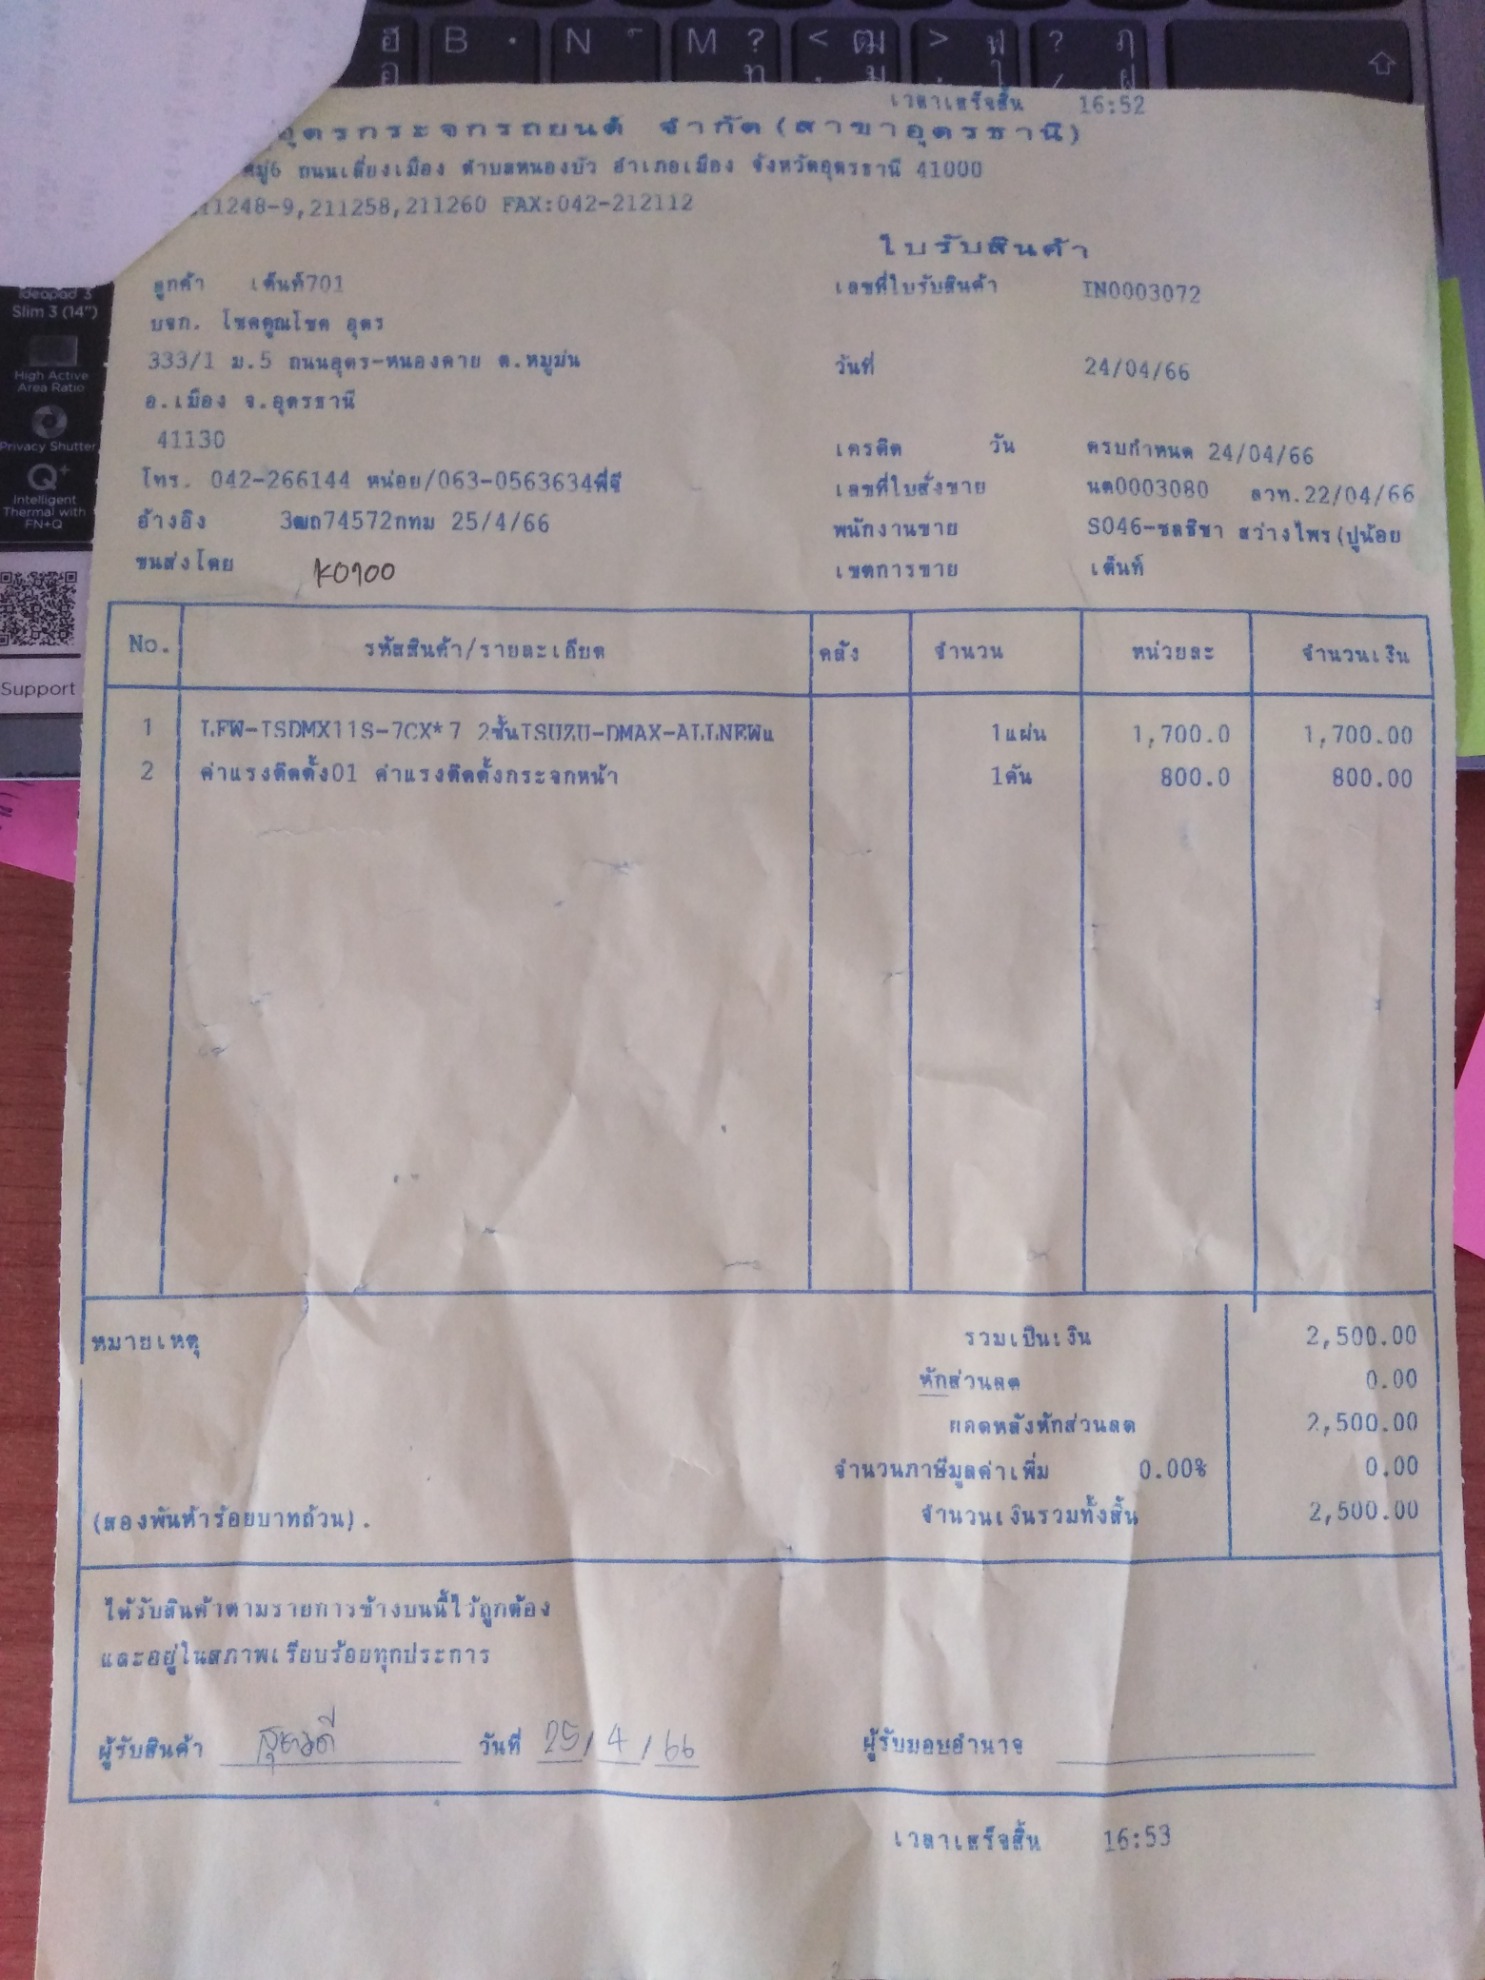 B N M ? < ฒ > ฬ ? ฦ
เวลาเสร็จสิ้น 16:52
อุดรกระจกรถยนต์ จำกัด(สาขาอุดรธานี)
หมู่6 ถนนเลี่ยงเมือง ตำบลหนองบัว อำเภอเมือง จังหวัดอุดรธานี 41000
211248-9,211258,211260 FAX:042-212112
ใบรับสินค้า
ลูกค้า เต็นท์701
เลขที่ใบรับสินค้า IN0003072
บจก. โชคคูณโชค อุดร
333/1 ม.5 ถนนอุดร-หนองคาย ต.หมูม่น
วันที่ 24/04/66
อ.เมือง จ.อุดรธานี
41130
เครดิต วัน ครบกำหนด 24/04/66
โทร. 042-266144 หน่อย/063-0563634พี่จี
เลขที่ใบสั่งขาย นค0003080 ลวท.22/04/66
อ้างอิง 3ฒถ74572กทม 25/4/66
พนักงานขาย S046-ชลธิชา สว่างไพร(ปูน้อย
ขนส่งโดย
เขตการขาย เต็นท์
No. รหัสสินค้า/รายละเอียด คลัง จำนวน หน่วยละ จำนวนเงิน
1 LFW-ISDMX11S-7CX*7 2ชั้นISUZU-DMAX-ALLNEWแ 1แผ่น 1,700.0 1,700.00
2 ค่าแรงติดตั้ง01 ค่าแรงติดตั้งกระจกหน้า 1คัน 800.0 800.00
หมายเหตุ
รวมเป็นเงิน 2,500.00
หักส่วนลด 0.00
ยอดหลังหักส่วนลด 2,500.00
จำนวนภาษีมูลค่าเพิ่ม 0.00% 0.00
(สองพันห้าร้อยบาทถ้วน).
จำนวนเงินรวมทั้งสิ้น 2,500.00
ได้รับสินค้าตามรายการข้างบนนี้ไว้ถูกต้อง
และอยู่ในสภาพเรียบร้อยทุกประการ
ผู้รับสินค้า วันที่ 25/4/66 ผู้รับมอบอำนาจ
เวลาเสร็จสิ้น 16:53
Ideapad 3
Slim 3 (14")
High Active
Area Ratio
Privacy Shutter
Q+
Intelligent
Thermal with
FN+Q
Support